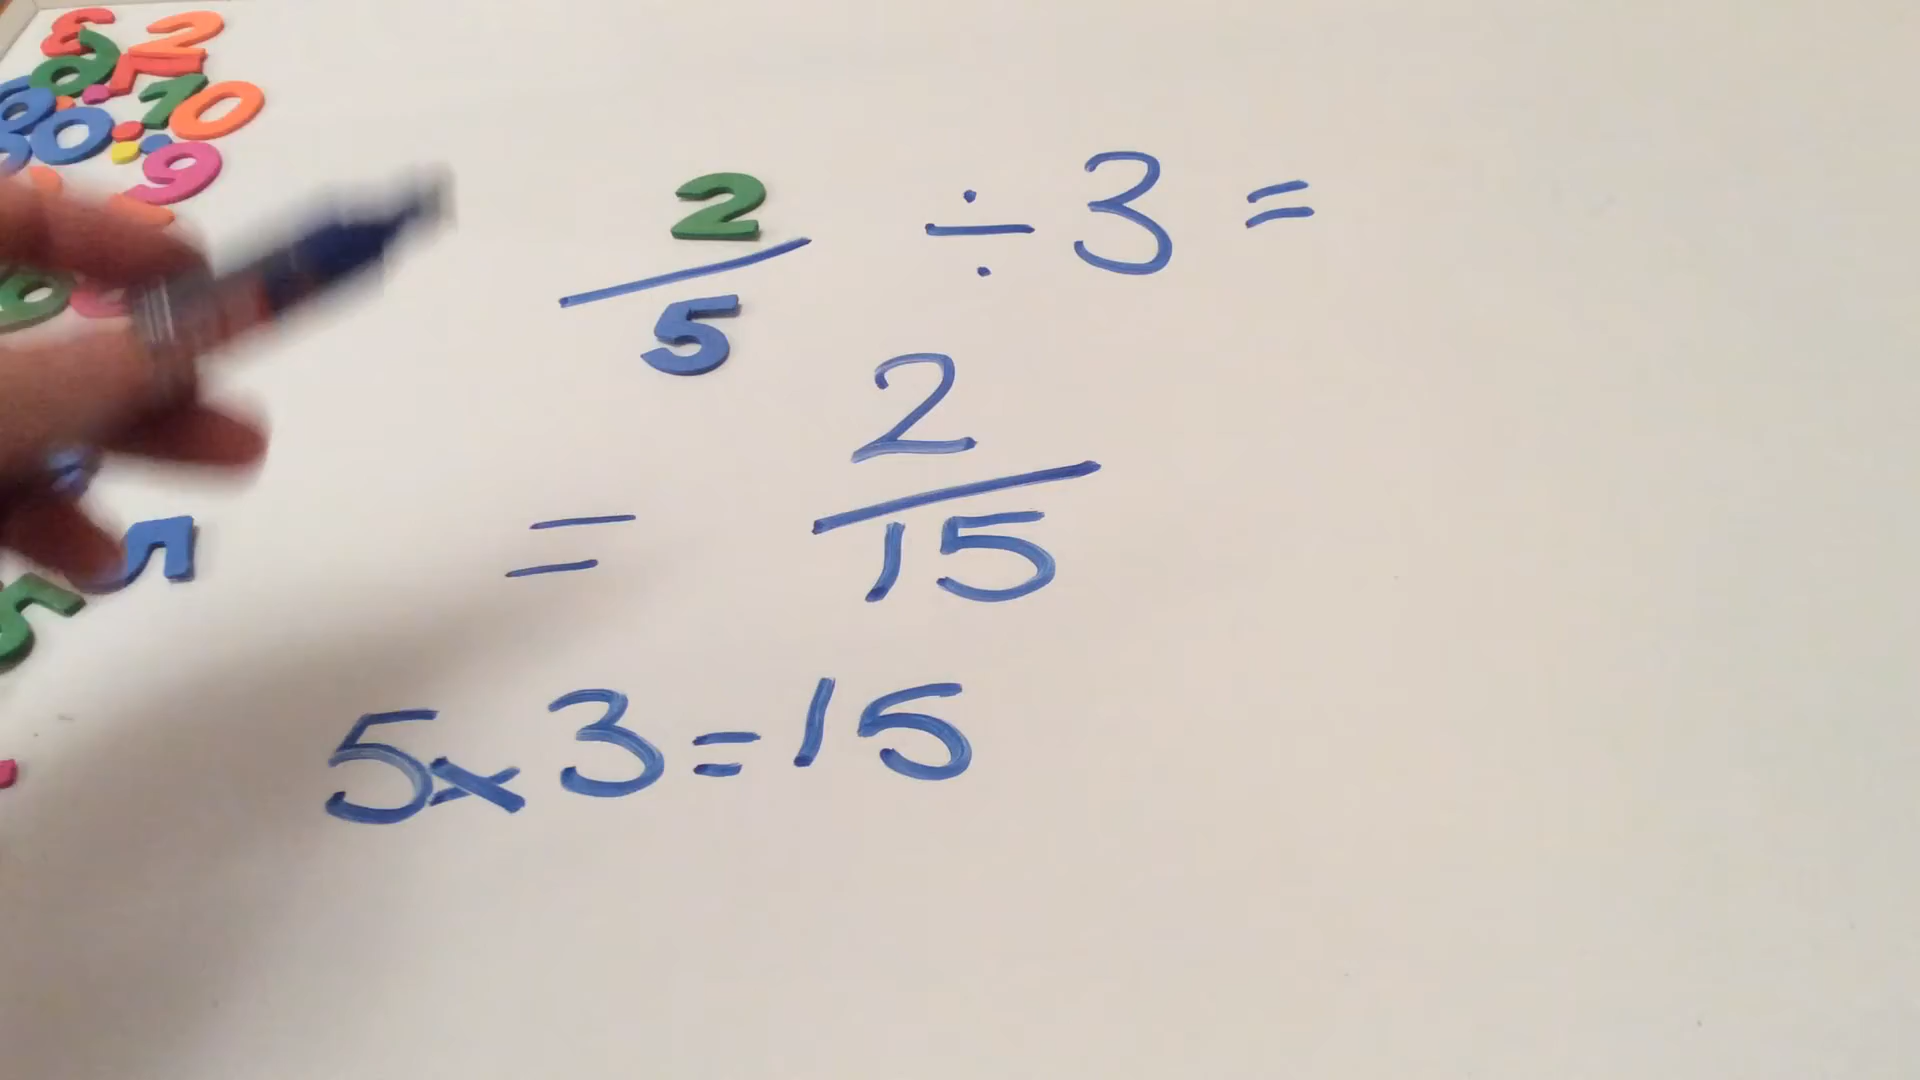 2/5 ÷ 3 =
= 2/15
5x3=15